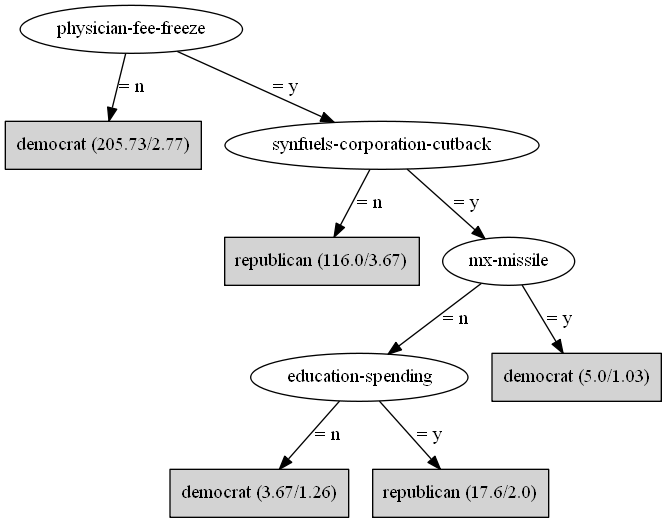 physician-fee-freeze
= n
= y
democrat (205.73/2.77)
synfuels-corporation-cutback
= n
= y
republican (116.0/3.67)
mx-missile
= n
= y
education-spending
democrat (5.0/1.03)
= n
= y
democrat (3.67/1.26)
republican (17.6/2.0)